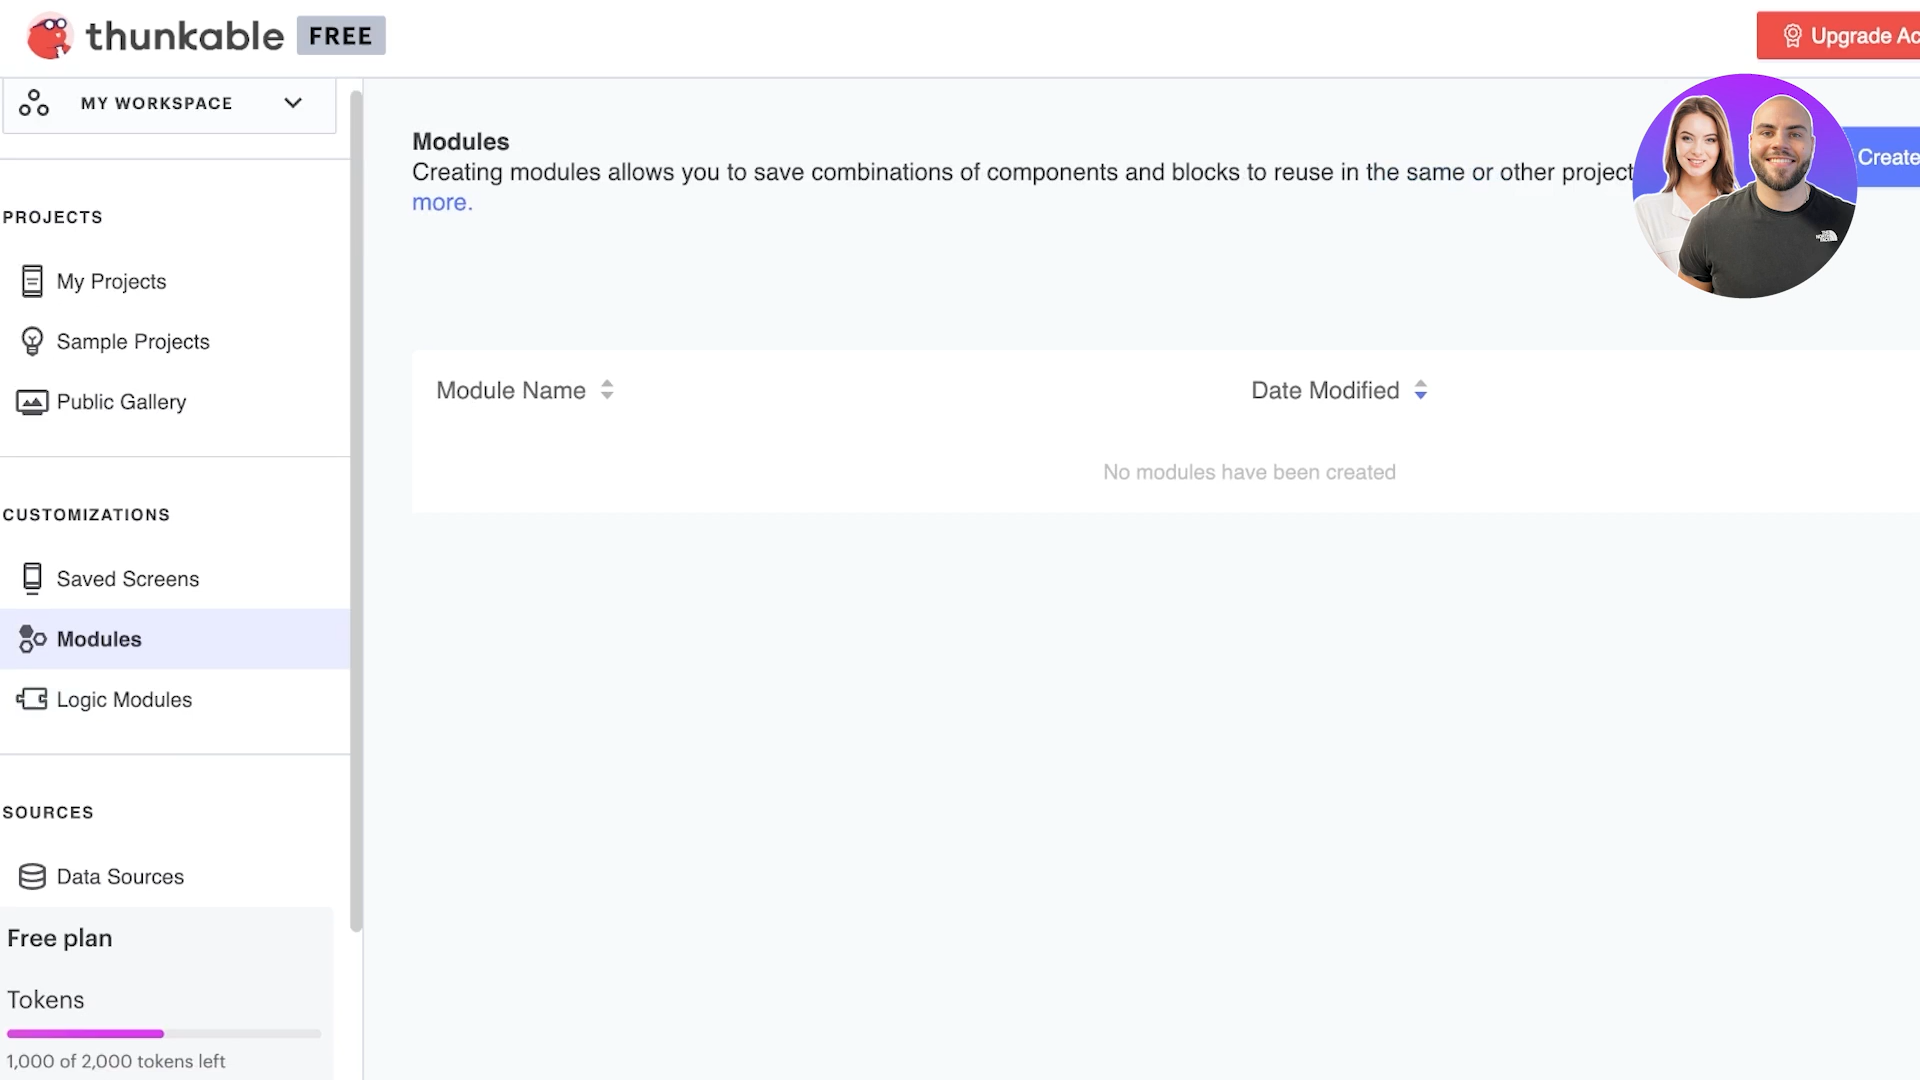 thunkable FREE
Upgrade Ac
MY WORKSPACE
Modules
Creating modules allows you to save combinations of components and blocks to reuse in the same or other project
more.
Create
PROJECTS
My Projects
Sample Projects
Public Gallery
Module Name
Date Modified
No modules have been created
CUSTOMIZATIONS
Saved Screens
Modules
Logic Modules
SOURCES
Data Sources
Free plan
Tokens
1,000 of 2,000 tokens left